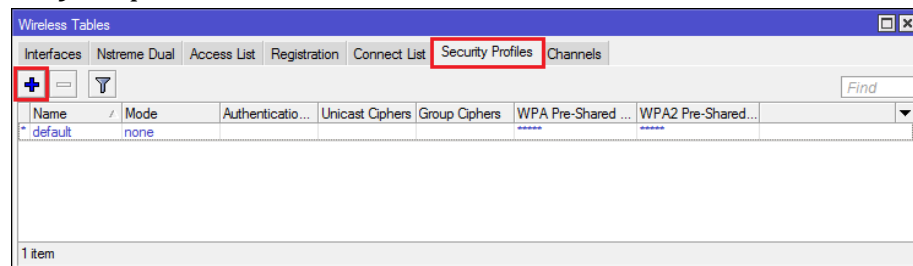 Wireless Tables
Interfaces Nstreme Dual Access List Registration Connect List Security Profiles Channels
Find
Name / Mode Authenticatio... Unicast Ciphers Group Ciphers WPA Pre-Shared ... WPA2 Pre-Shared...
* default none ***** *****
1 item